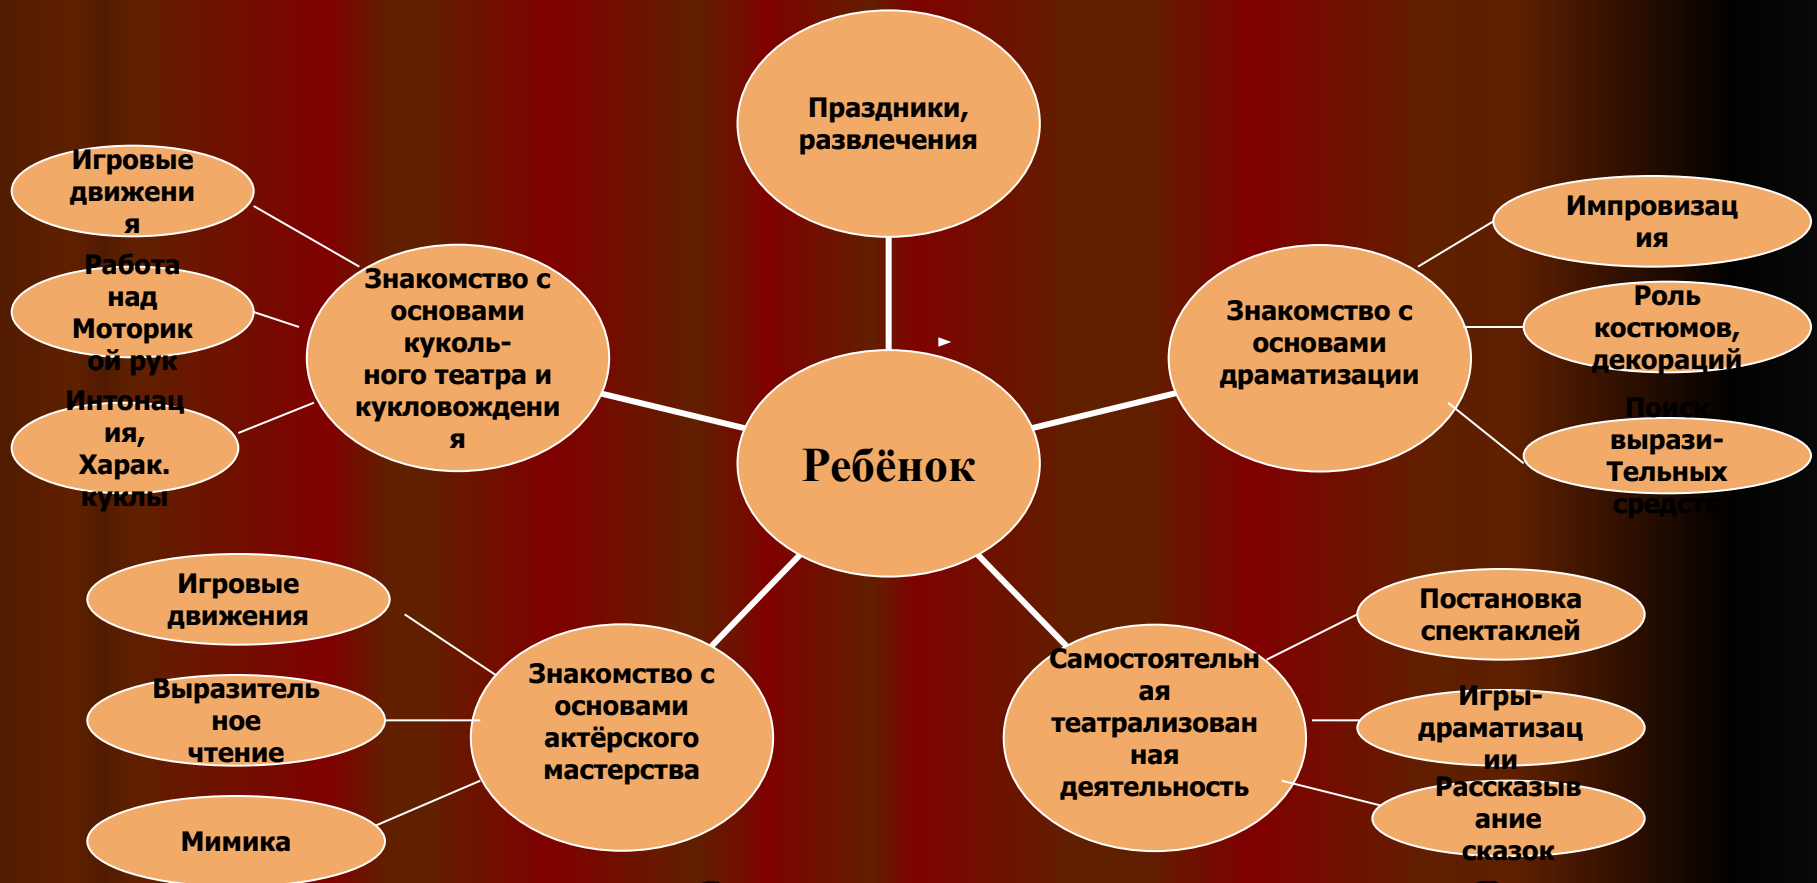 Праздники,
развлечения
Игровые
движени
я
Работа
над
Моторик
ой рук
Интонац
ия,
Харак.
куклы
Знакомство с
основами
куколь-
ного театра и
кукловождени
я
Ребёнок
Знакомство с
основами
драматизации
Импровизац
ия
Роль
костюмов,
декораций
Поиск
вырази-
Тельных
средств
Игровые
движения
Выразитель
ное
чтение
Мимика
Знакомство с
основами
актёрского
мастерства
Самостоятельн
ая
театрализован
ная
деятельность
Постановка
спектаклей
Игры-
драматизац
ии
Рассказыв
ание
сказок